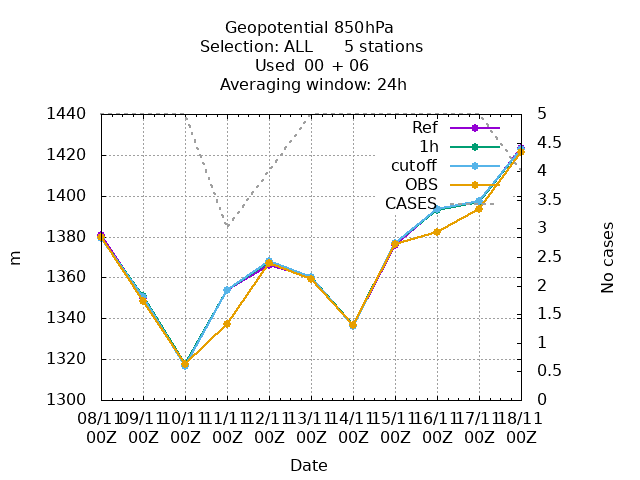 Geopotential 850hPa
Selection: ALL 5 stations
Used 00 + 06
Averaging window: 24h
1440 5
Ref
4.5
1h
1420
cutoff
4
OBS
1400 3.5
CASES
3
1380
2.5
m
No cases
1360 2
1.5
1340
1
1320
0.5
1300 0
08/11 09/11 10/11 11/11 12/11 13/11 14/11 15/11 16/11 17/11 18/11
00Z 00Z 00Z 00Z 00Z 00Z 00Z 00Z 00Z 00Z 00Z
Date